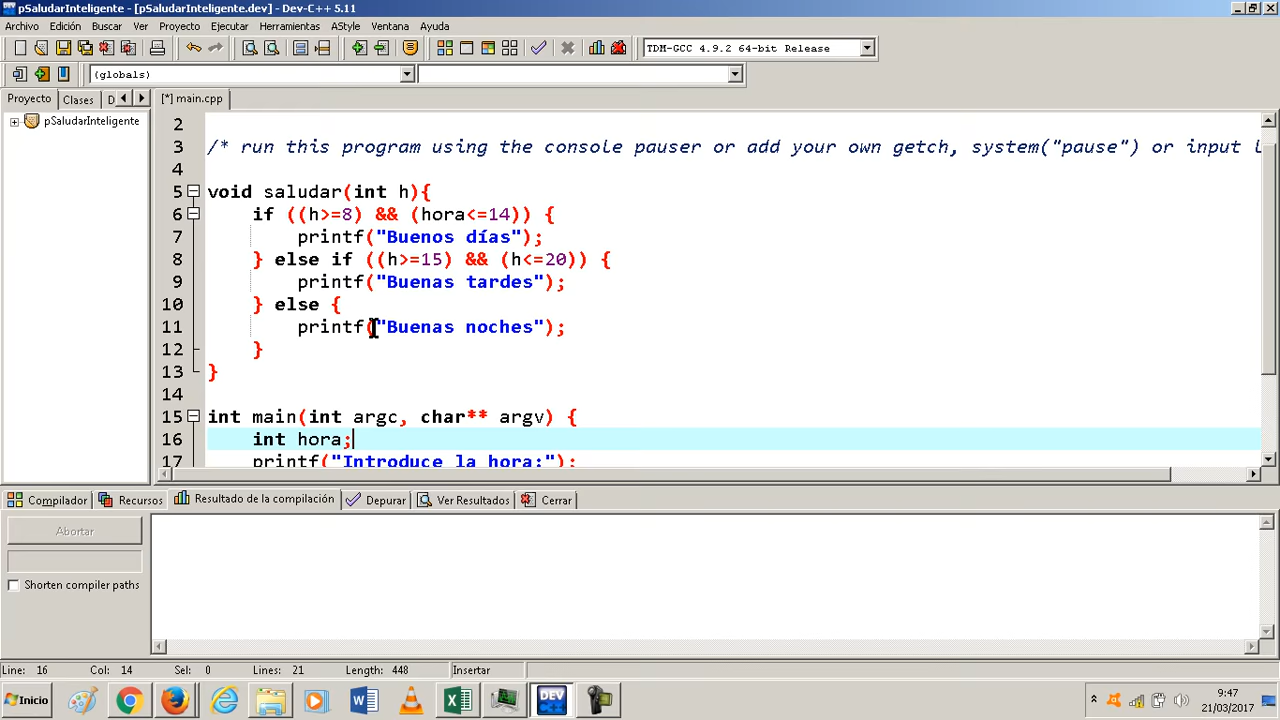 pSaludarInteligente - [pSaludarInteligente.dev] - Dev-C++ 5.11
Archivo Edición Buscar Ver Proyecto Ejecutar Herramientas AStyle Ventana Ayuda
TDM-GCC 4.9.2 64-bit Release
(globals)
Proyecto Clases D [*] main.cpp
pSaludarInteligente
2
3 /* run this program using the console pauser or add your own getch, system("pause") or input l
4
5 void saludar(int h){
6 if ((h>=8) && (hora<=14)) {
7 printf("Buenos días");
8 } else if ((h>=15) && (h<=20)) {
9 printf("Buenas tardes");
10 } else {
11 printf("Buenas noches");
12 }
13 }
14
15 int main(int argc, char** argv) {
16 int hora;
17 printf("Introduce la hora:");
Compilador Recursos Resultado de la compilación Depurar Ver Resultados Cerrar
Abortar
Shorten compiler paths
Line: 16 Col: 14 Sel: 0 Lines: 21 Length: 448 Insertar
Inicio DEV 9:47
21/03/2017